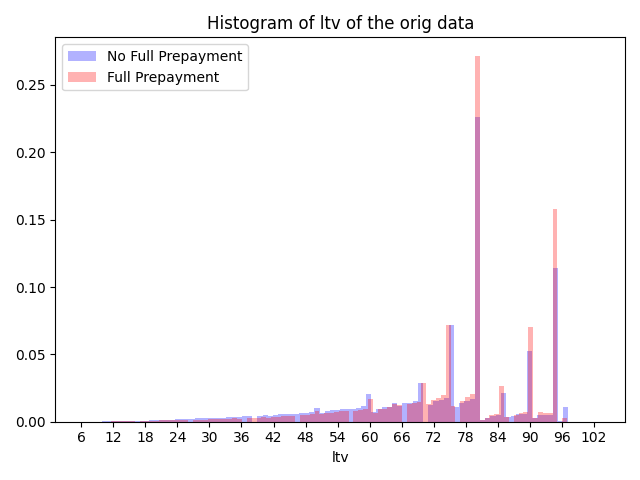 Histogram of ltv of the orig data
No Full Prepayment
Full Prepayment
0.25
0.20
0.15
0.10
0.05
0.00
6 12 18 24 30 36 42 48 54 60 66 72 78 84 90 96 102
ltv